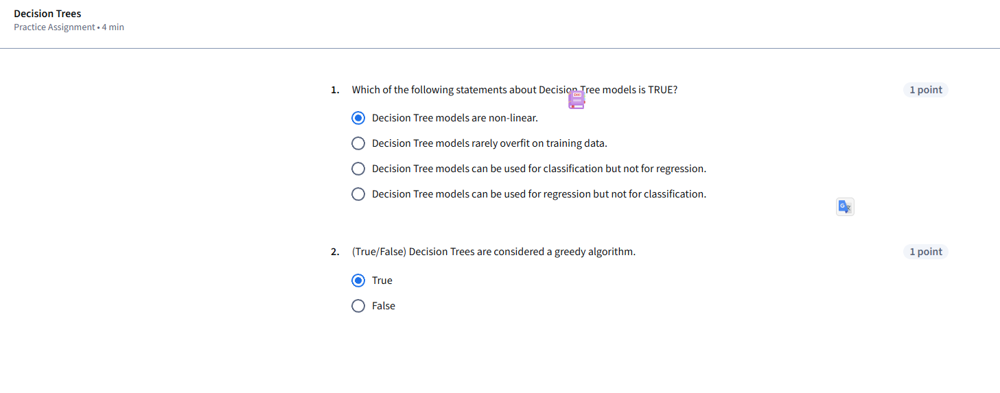 Decision Trees
Practice Assignment • 4 min
1. Which of the following statements about Decision Tree models is TRUE? 1 point
Decision Tree models are non-linear.
Decision Tree models rarely overfit on training data.
Decision Tree models can be used for classification but not for regression.
Decision Tree models can be used for regression but not for classification.
2. (True/False) Decision Trees are considered a greedy algorithm. 1 point
True
False